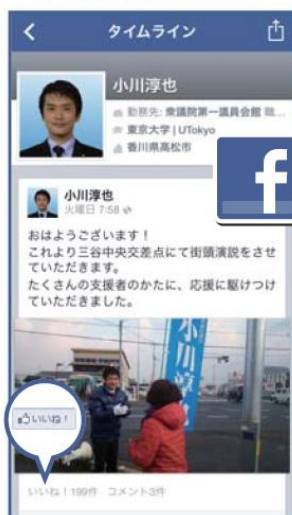 タイムライン
小川淳也
勤務先: 衆議院第一議員会館 職...
東京大学 | UTokyo
香川県高松市
f
小川淳也
火曜日 7:58
おはようございます！
これより三谷中央交差点にて街頭演説をさせ
ていただきます。
たくさんの支援者のかたに、応援に駆けつけ
ていただきました。
小川淳
いいね！
いいね！199件 コメント3件